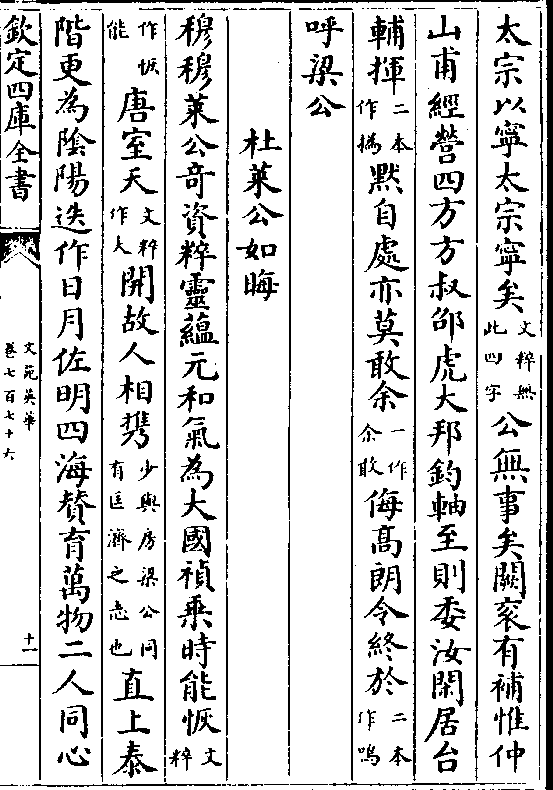 太宗以寧太宗寧矣文粹無此四字公無事矣闕衮有補惟仲
山甫經營四方方叔邵虎大邦鈞軸至則委汝閑居台
輔揮二本作撝默自處亦莫敢余一作余敢侮高朗令終於二本作嗚
呼梁公
杜萊公如晦
穆穆萊公奇資粹靈蘊元和氣為大國禎乘時能恢文粹
作恢能唐室天文粹作大開故人相携少與房梁公同有匡濟之志也直上泰
階更為陰陽迭作日月佐明四海賛育萬物二人同心
欽定四庫全書
文苑英華
卷七百七十六
十一